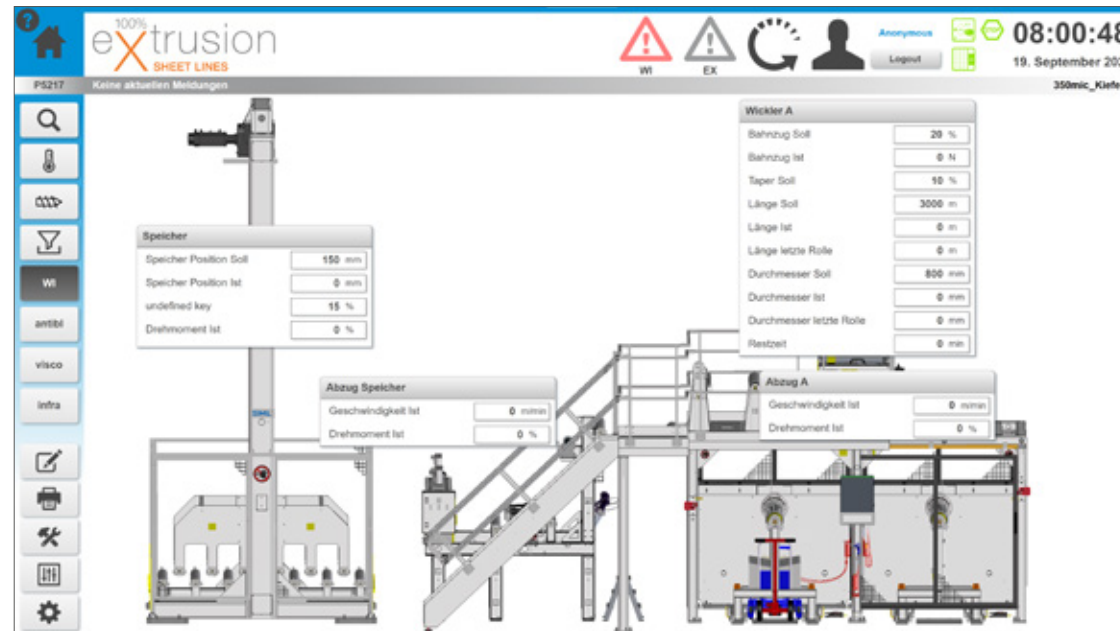 ?
100%
eXtrusion
SHEET LINES
WI
EX
Anonymous
Logout
08:00:48
19. September
P5217
Keine aktuellen Meldungen
350mic_Kiefe
WI
antibl
visco
infra
Speicher
Speicher Position Soll 150 mm
Speicher Position Ist 0 mm
undefined key 15 %
Drehmoment Ist 0 %
Abzug Speicher
Geschwindigkeit Ist 0 m/min
Drehmoment Ist 0 %
Wickler A
Bahnzug Soll 20 %
Bahnzug Ist 0 N
Taper Soll 10 %
Länge Soll 3000 m
Länge Ist 0 m
Länge letzte Rolle 0 m
Durchmesser Soll 800 mm
Durchmesser Ist 0 mm
Durchmesser letzte Rolle 0 mm
Restzeit 0 min
Abzug A
Geschwindigkeit Ist 0 m/min
Drehmoment Ist 0 %
SML